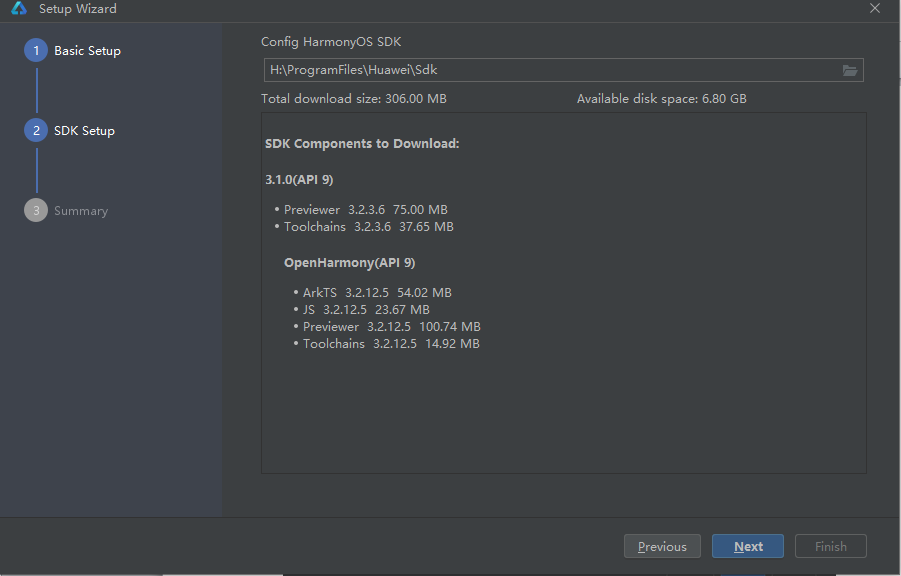 Setup Wizard
1 Basic Setup
2 SDK Setup
3 Summary
Config HarmonyOS SDK
H:\ProgramFiles\Huawei\Sdk
Total download size: 306.00 MB Available disk space: 6.80 GB
SDK Components to Download:
3.1.0(API 9)
• Previewer 3.2.3.6 75.00 MB
• Toolchains 3.2.3.6 37.65 MB
OpenHarmony(API 9)
• ArkTS 3.2.12.5 54.02 MB
• JS 3.2.12.5 23.67 MB
• Previewer 3.2.12.5 100.74 MB
• Toolchains 3.2.12.5 14.92 MB
Previous Next Finish